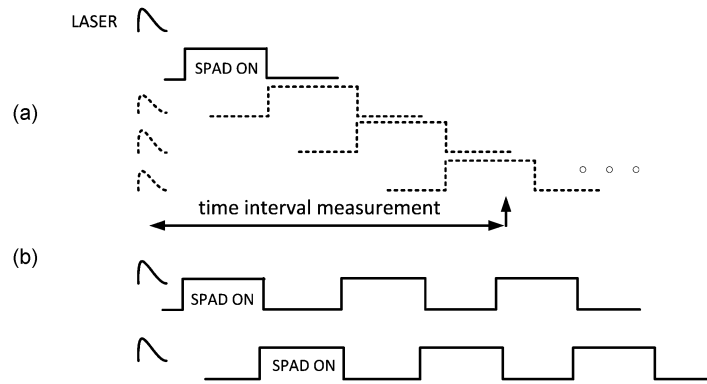 LASER
SPAD ON
(a)
time interval measurement
(b)
SPAD ON
SPAD ON